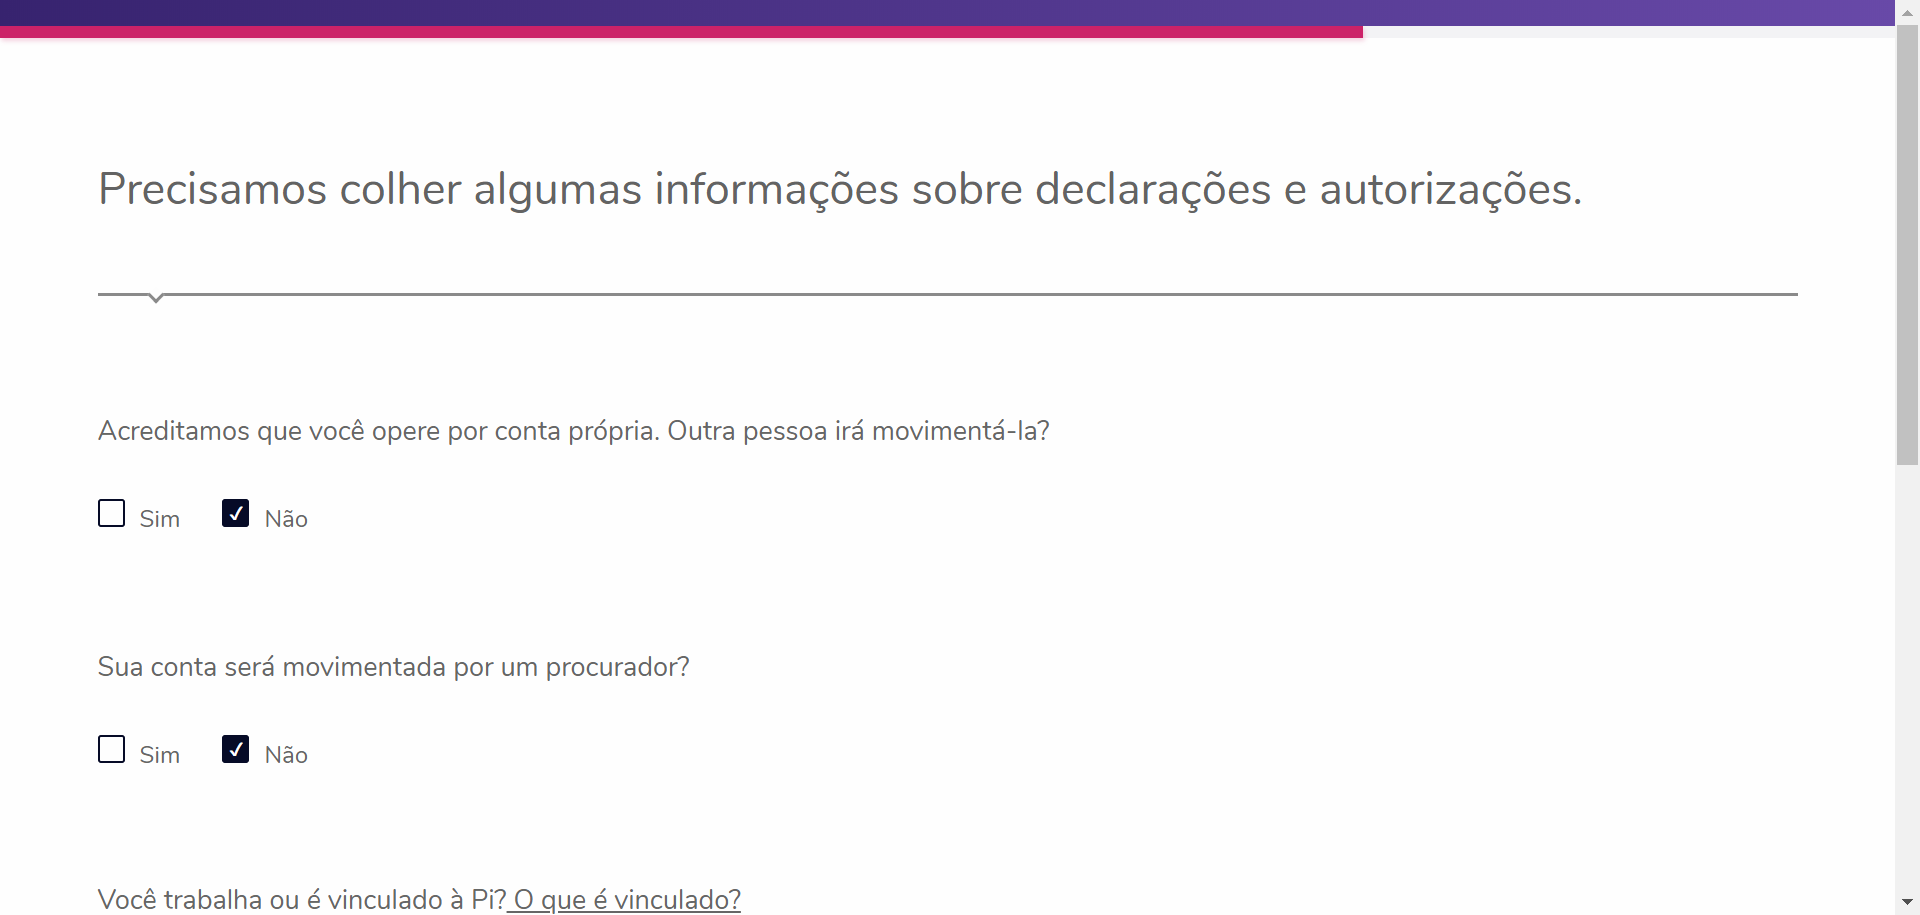 Precisamos colher algumas informações sobre declarações e autorizações.
Acreditamos que você opere por conta própria. Outra pessoa irá movimentá-la?
Sim Não
Sua conta será movimentada por um procurador?
Sim Não
Você trabalha ou é vinculado à Pi? O que é vinculado?